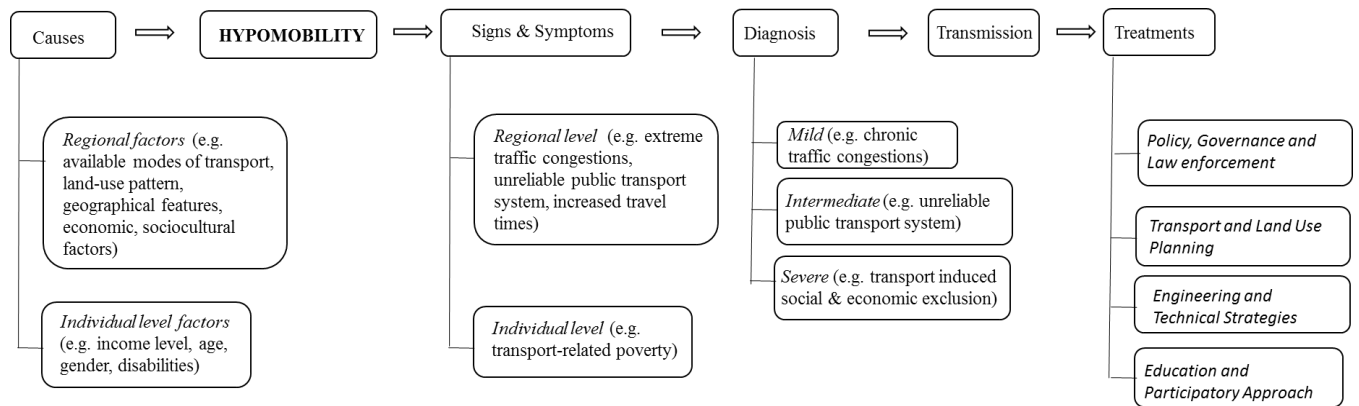 Causes
HYPOMOBILITY
Signs & Symptoms
Diagnosis
Transmission
Treatments
Regional factors (e.g.
available modes of transport,
land-use pattern,
geographical features,
economic, sociocultural
factors)
Individual level factors
(e.g. income level, age,
gender, disabilities)
Regional level (e.g. extreme
traffic congestions,
unreliable public transport
system, increased travel
times)
Individual level (e.g.
transport-related poverty)
Mild (e.g. chronic
traffic congestions)
Intermediate (e.g. unreliable
public transport system)
Severe (e.g. transport induced
social & economic exclusion)
Policy, Governance and
Law enforcement
Transport and Land Use
Planning
Engineering and
Technical Strategies
Education and
Participatory Approach